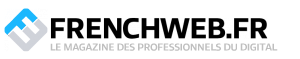 FRENCHWEB.FR
LE MAGAZINE DES PROFESSIONNELS DU DIGITAL